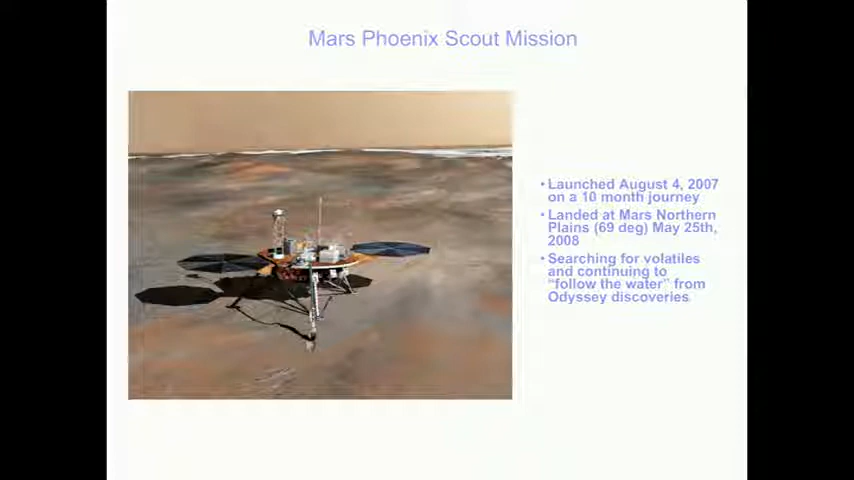 Mars Phoenix Scout Mission
• Launched August 4, 2007
on a 10 month journey
• Landed at Mars Northern
Plains (69 deg) May 25th,
2008
• Searching for volatiles
and continuing to
“follow the water” from
Odyssey discoveries